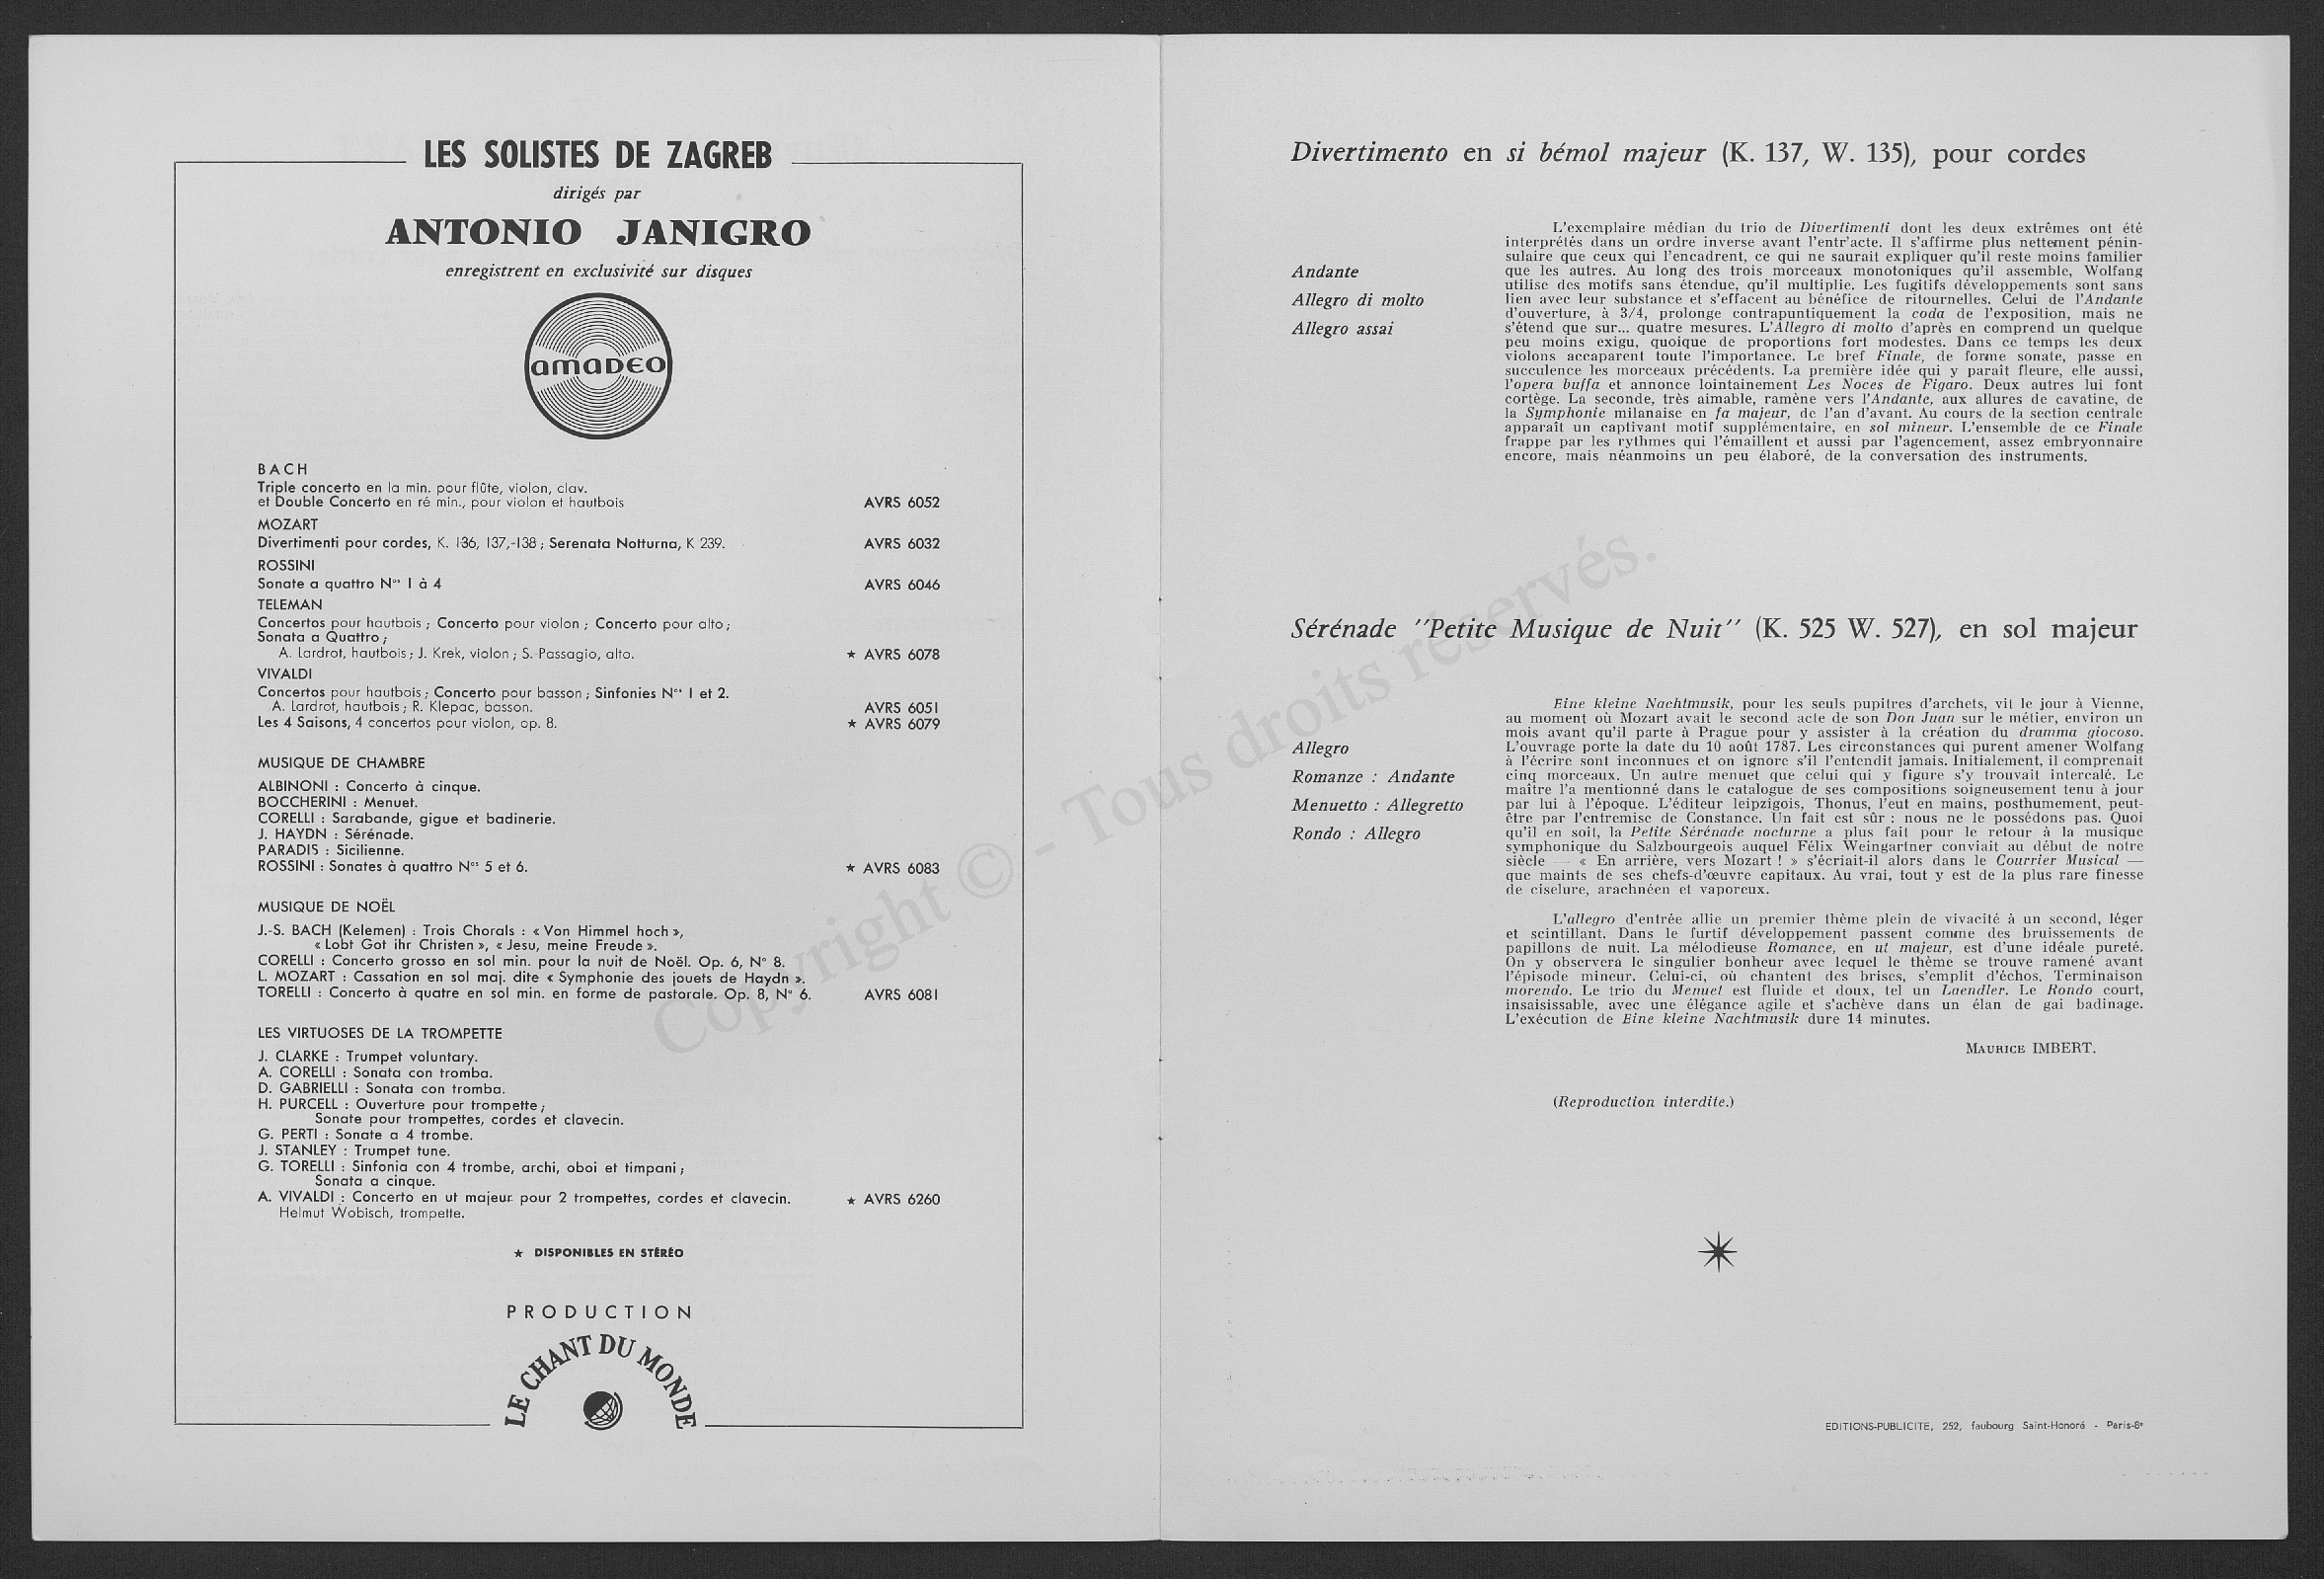 LES SOLISTES DE ZAGREB
dirigés par
ANTONIO JANIGRO
enregistrent en exclusivité sur disques
amadeo
BACH
Triple concerto en la min. pour flûte, violon, clav.
et Double Concerto en ré min., pour violon et hautbois AVRS 6052
MOZART
Divertimenti pour cordes, K. 136, 137,-138 ; Serenata Notturna, K 239. AVRS 6032
ROSSINI
Sonate a quattro Nos 1 à 4 AVRS 6046
TELEMAN
Concertos pour hautbois ; Concerto pour violon ; Concerto pour alto ;
Sonata a Quattro ;
A. Lardrot, hautbois ; J. Krek, violon ; S. Passagio, alto. ★ AVRS 6078
VIVALDI
Concertos pour hautbois ; Concerto pour basson ; Sinfonies Nos 1 et 2.
A. Lardrot, hautbois ; R. Klepac, basson. AVRS 6051
Les 4 Saisons, 4 concertos pour violon, op. 8. ★ AVRS 6079
MUSIQUE DE CHAMBRE
ALBINONI : Concerto à cinque.
BOCCHERINI : Menuet.
CORELLI : Sarabande, gigue et badinerie.
J. HAYDN : Sérénade.
PARADIS : Sicilienne.
ROSSINI : Sonates à quattro Nos 5 et 6. ★ AVRS 6083
MUSIQUE DE NOËL
J.-S. BACH (Kelemen) : Trois Chorals : « Von Himmel hoch »,
« Lobt Got ihr Christen », « Jesu, meine Freude ».
CORELLI : Concerto grosso en sol min. pour la nuit de Noël. Op. 6, N° 8.
L. MOZART : Cassation en sol maj. dite « Symphonie des jouets de Haydn ».
TORELLI : Concerto à quatre en sol min. en forme de pastorale. Op. 8, N° 6. AVRS 6081
LES VIRTUOSES DE LA TROMPETTE
J. CLARKE : Trumpet voluntary.
A. CORELLI : Sonata con tromba.
D. GABRIELLI : Sonata con tromba.
H. PURCELL : Ouverture pour trompette ;
Sonate pour trompettes, cordes et clavecin.
G. PERTI : Sonate a 4 trombe.
J. STANLEY : Trumpet tune.
G. TORELLI : Sinfonia con 4 trombe, archi, oboi et timpani ;
Sonata a cinque.
A. VIVALDI : Concerto en ut majeur pour 2 trompettes, cordes et clavecin. ★ AVRS 6260
Helmut Wobisch, trompette.
★ DISPONIBLES EN STÉRÉO
PRODUCTION
LE CHANT DU MONDE
Divertimento en si bémol majeur (K. 137, W. 135), pour cordes
Andante
Allegro di molto
Allegro assai
L'exemplaire médian du trio de Divertimenti dont les deux extrêmes ont été
interprétés dans un ordre inverse avant l'entr'acte. Il s'affirme plus nettement pénin-
sulaire que ceux qui l'encadrent, ce qui ne saurait expliquer qu'il reste moins familier
que les autres. Au long des trois morceaux monotoniques qu'il assemble, Wolfang
utilise des motifs sans étendue, qu'il multiplie. Les fugitifs développements sont sans
lien avec leur substance et s'effacent au bénéfice de ritournelles. Celui de l'Andante
d'ouverture, à 3/4, prolonge contrapuntiquement la coda de l'exposition, mais ne
s'étend que sur... quatre mesures. L'Allegro di molto d'après en comprend un quelque
peu moins exigu, quoique de proportions fort modestes. Dans ce temps les deux
violons accaparent toute l'importance. Le bref Finale, de forme sonate, passe en
succulence les morceaux précédents. La première idée qui y paraît fleure, elle aussi,
l'opera buffa et annonce lointainement Les Noces de Figaro. Deux autres lui font
cortège. La seconde, très aimable, ramène vers l'Andante, aux allures de cavatine, de
la Symphonie milanaise en fa majeur, de l'an d'avant. Au cours de la section centrale
apparaît un captivant motif supplémentaire, en sol mineur. L'ensemble de ce Finale
frappe par les rythmes qui l'émaillent et aussi par l'agencement, assez embryonnaire
encore, mais néanmoins un peu élaboré, de la conversation des instruments.
Sérénade "Petite Musique de Nuit" (K. 525 W. 527), en sol majeur
Allegro
Romanze : Andante
Menuetto : Allegretto
Rondo : Allegro
Eine kleine Nachtmusik, pour les seuls pupitres d'archets, vit le jour à Vienne,
au moment où Mozart avait le second acte de son Don Juan sur le métier, environ un
mois avant qu'il parte à Prague pour y assister à la création du dramma giocoso.
L'ouvrage porte la date du 10 août 1787. Les circonstances qui purent amener Wolfang
à l'écrire sont inconnues et on ignore s'il l'entendit jamais. Initialement, il comprenait
cinq morceaux. Un autre menuet que celui qui y figure s'y trouvait intercalé. Le
maître l'a mentionné dans le catalogue de ses compositions soigneusement tenu à jour
par lui à l'époque. L'éditeur leipzigois, Thonus, l'eut en mains, posthumement, peut-
être par l'entremise de Constance. Un fait est sûr : nous ne le possédons pas. Quoi
qu'il en soit, la Petite Sérénade nocturne a plus fait pour le retour à la musique
symphonique du Salzbourgeois auquel Félix Weingartner conviait au début de notre
siècle — « En arrière, vers Mozart ! » s'écriait-il alors dans le Courrier Musical —
que maints de ses chefs-d'œuvre capitaux. Au vrai, tout y est de la plus rare finesse
de ciselure, arachnéen et vaporeux.
L'allegro d'entrée allie un premier thème plein de vivacité à un second, léger
et scintillant. Dans le furtif développement passent comme des bruissements de
papillons de nuit. La mélodieuse Romance, en ut majeur, est d'une idéale pureté.
On y observera le singulier bonheur avec lequel le thème se trouve ramené avant
l'épisode mineur. Celui-ci, où chantent des brises, s'emplit d'échos. Terminaison
morendo. Le trio du Menuet est fluide et doux, tel un Laendler. Le Rondo court,
insaisissable, avec une élégance agile et s'achève dans un élan de gai badinage.
L'exécution de Eine kleine Nachtmusik dure 14 minutes.
MAURICE IMBERT.
(Reproduction interdite.)
EDITIONS-PUBLICITE, 252, faubourg Saint-Honoré - Paris-8e
Copyright © - Tous droits réservés.